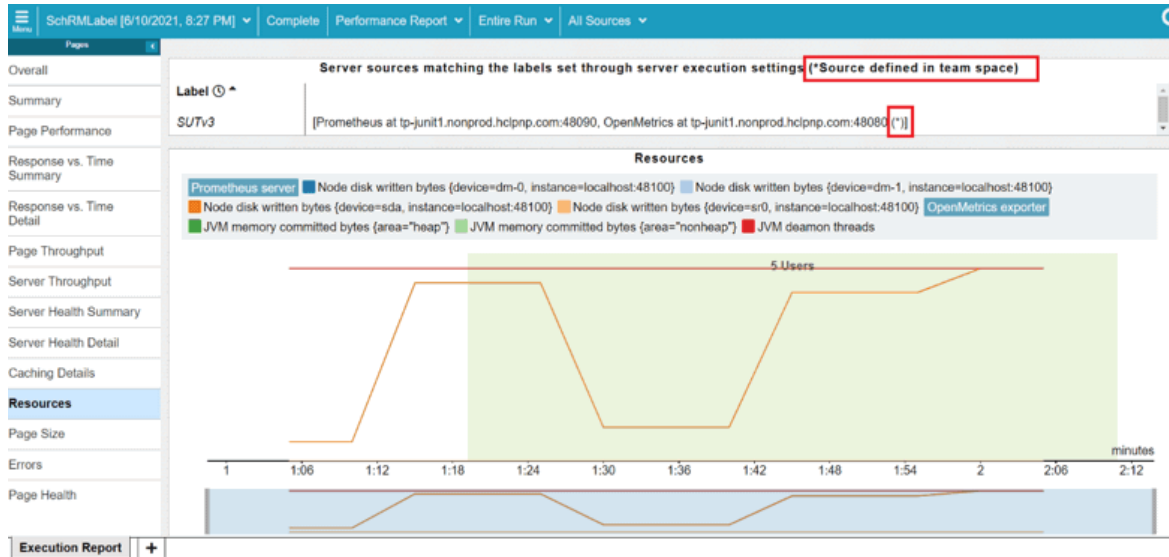 Menu
SchRMLabel [6/10/2021, 8:27 PM]
Complete
Performance Report
Entire Run
All Sources
Pages
Overall
Summary
Page Performance
Response vs. Time
Summary
Response vs. Time
Detail
Page Throughput
Server Throughput
Server Health Summary
Server Health Detail
Caching Details
Resources
Page Size
Errors
Page Health
Server sources matching the labels set through server execution settings (*Source defined in team space)
Label
SUTv3
[Prometheus at tp-junit1.nonprod.hclpnp.com:48090, OpenMetrics at tp-junit1.nonprod.hclpnp.com:48080 (*)]
Resources
Prometheus server Node disk written bytes {device=dm-0, instance=localhost:48100} Node disk written bytes {device=dm-1, instance=localhost:48100}
Node disk written bytes {device=sda, instance=localhost:48100} Node disk written bytes {device=sr0, instance=localhost:48100} OpenMetrics exporter
JVM memory committed bytes {area="heap"} JVM memory committed bytes {area="nonheap"} JVM deamon threads
5 Users
minutes
1 1:06 1:12 1:18 1:24 1:30 1:36 1:42 1:48 1:54 2 2:06 2:12
Execution Report +